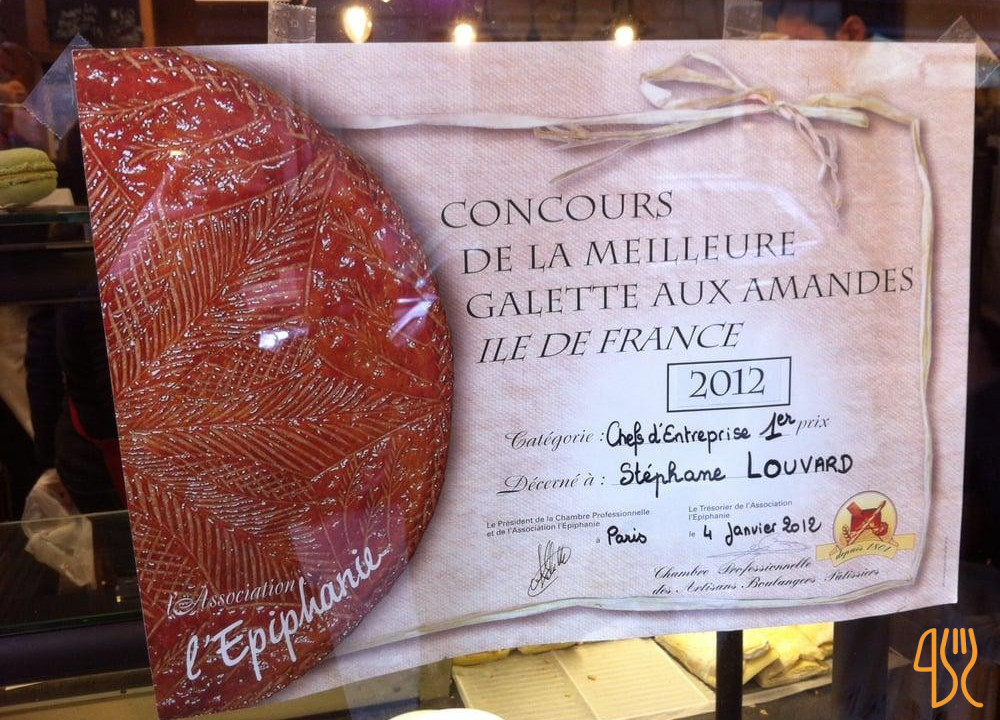 CONCOURS
DE LA MEILLEURE
GALETTE AUX AMANDES
ILE DE FRANCE
2012
Catégorie : Chefs d'Entreprise 1er prix
Décerné à : Stéphane LOUVARD
Le Président de la Chambre Professionnelle
et de l'Association l'Epiphanie
à Paris
Le Trésorier de l'Association
l'Epiphanie
le 4 Janvier 2012
depuis 1801
Chambre Professionnelle
des Artisans Boulangers Pâtissiers
l'Association
l'Epiphanie